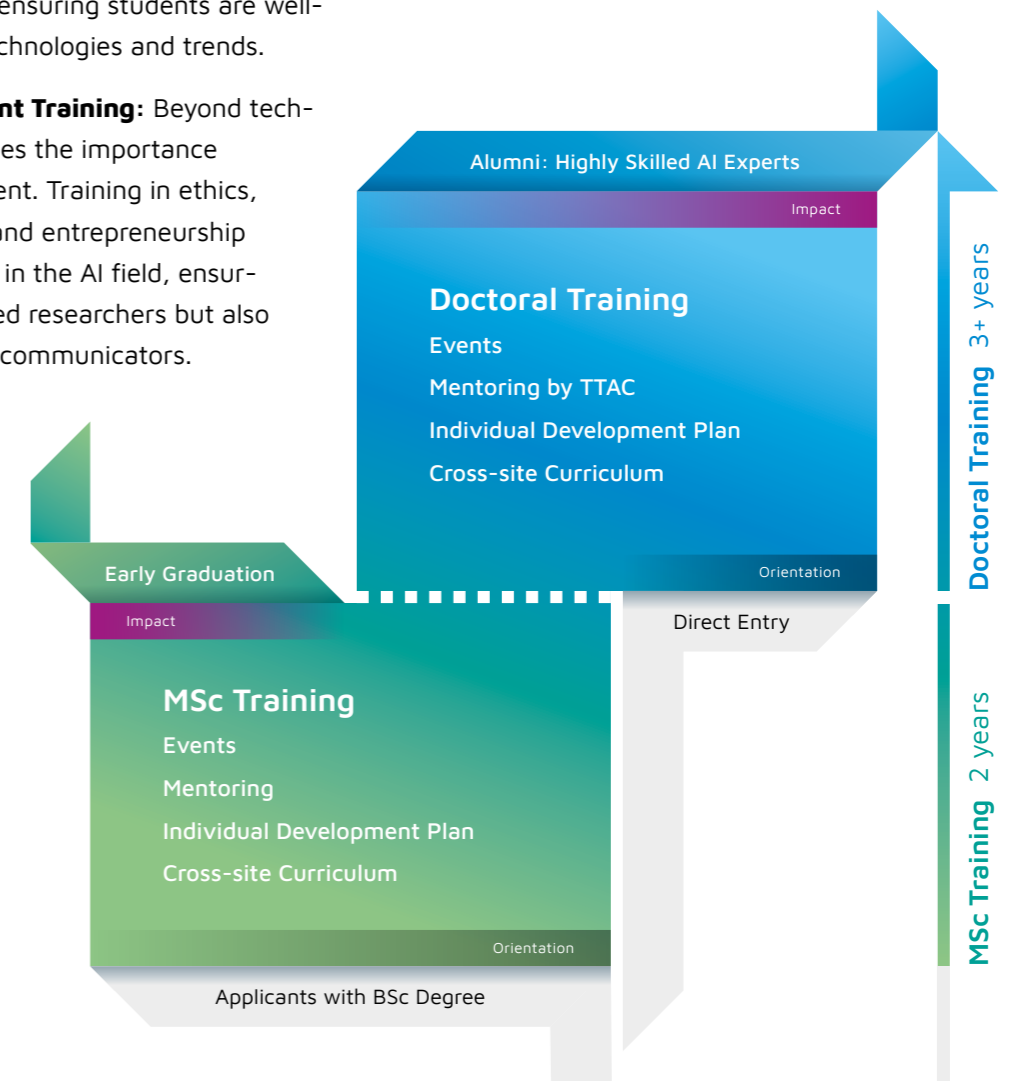 ensuring students are well-
chnologies and trends.
nt Training: Beyond tech-
es the importance
ent. Training in ethics,
and entrepreneurship
in the AI field, ensur-
ed researchers but also
communicators.
Alumni: Highly Skilled AI Experts
Impact
Doctoral Training
Events
Mentoring by TTAC
Individual Development Plan
Cross-site Curriculum
Orientation
Direct Entry
Early Graduation
Impact
MSc Training
Events
Mentoring
Individual Development Plan
Cross-site Curriculum
Orientation
Applicants with BSc Degree
Doctoral Training 3+ years
MSc Training 2 years